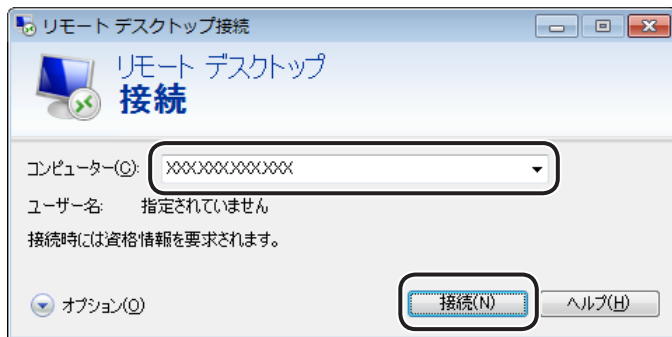 リモート デスクトップ接続
リモート デスクトップ
接続
コンピューター(C): XXX.XXX.XXX.XXX
ユーザー名: 指定されていません
接続時には資格情報を要求されます。
オプション(O) 接続(N) ヘルプ(H)